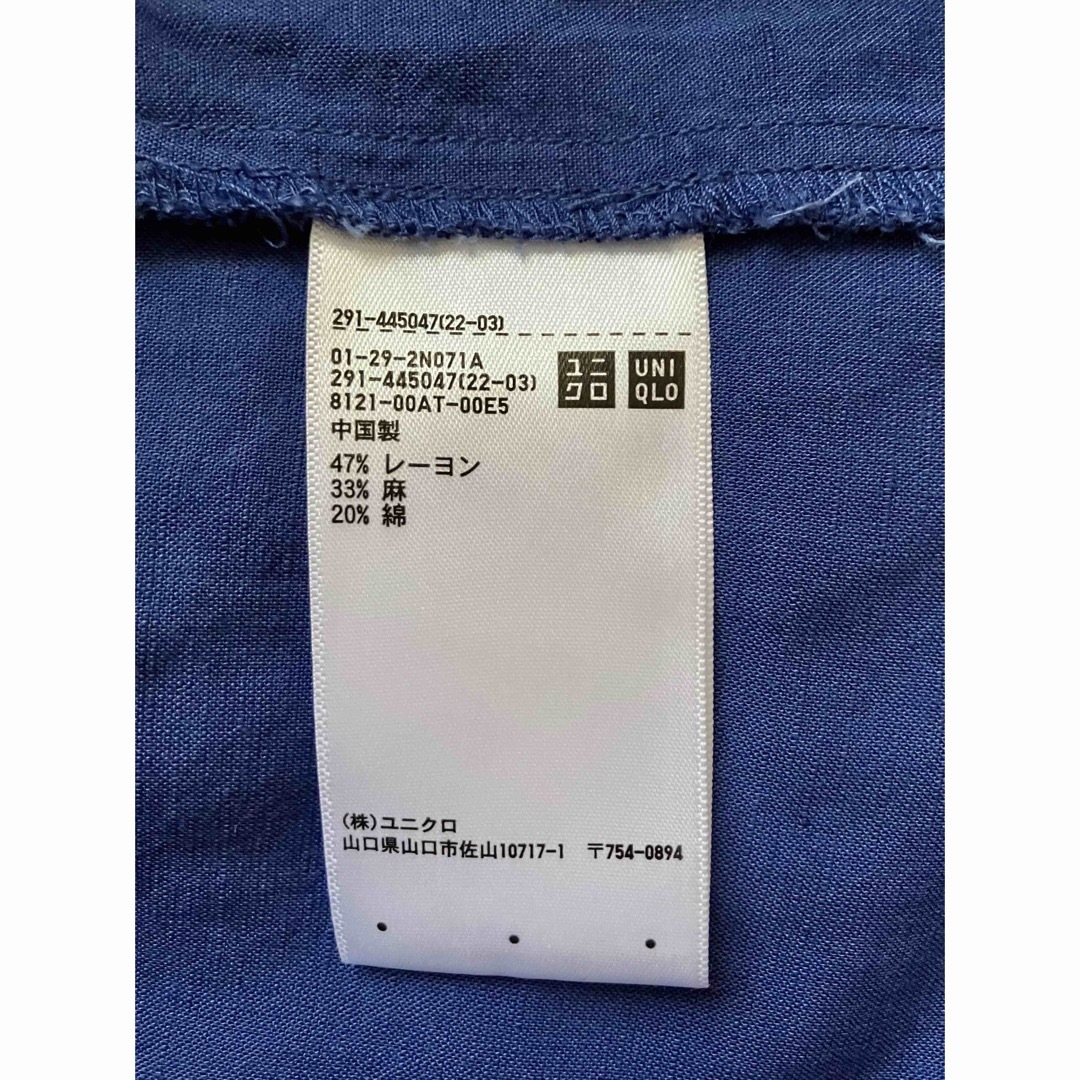 291-445047(22-03)
01-29-2N071A
291-445047(22-03)
8121-00AT-00E5
中国製
ユニ
クロ
UNI
QLO
47% レーヨン
33% 麻
20% 綿
(株)ユニクロ
山口県山口市佐山10717-1 〒754-0894